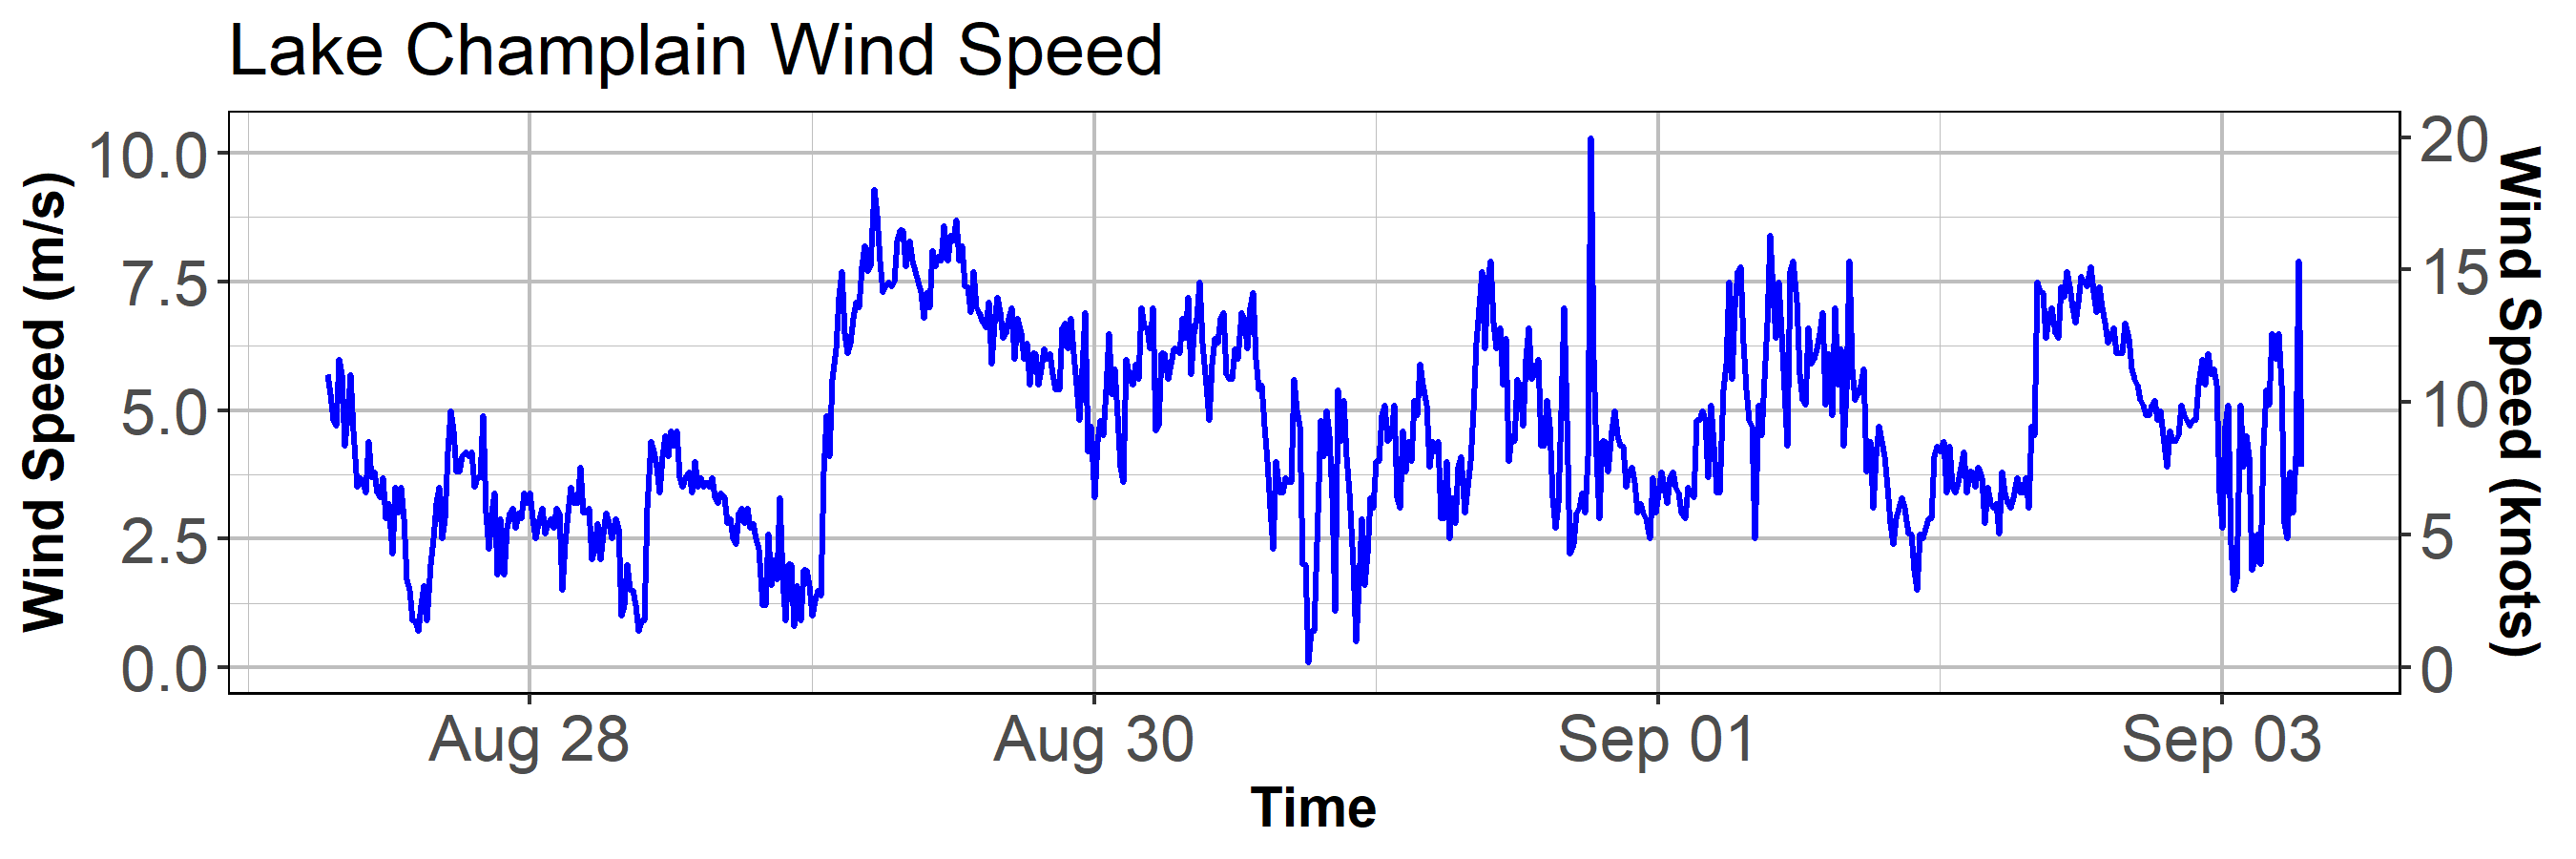 Lake Champlain Wind Speed
Wind Speed (m/s)
10.0
7.5
5.0
2.5
0.0
20
15
10
5
0
Wind Speed (knots)
Aug 28
Aug 30
Sep 01
Sep 03
Time